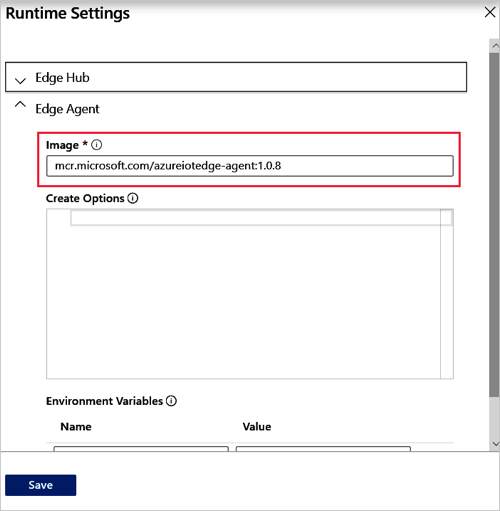 Runtime Settings
Edge Hub
Edge Agent
Image *
mcr.microsoft.com/azureiotedge-agent:1.0.8
Create Options
Environment Variables
Name Value
Save